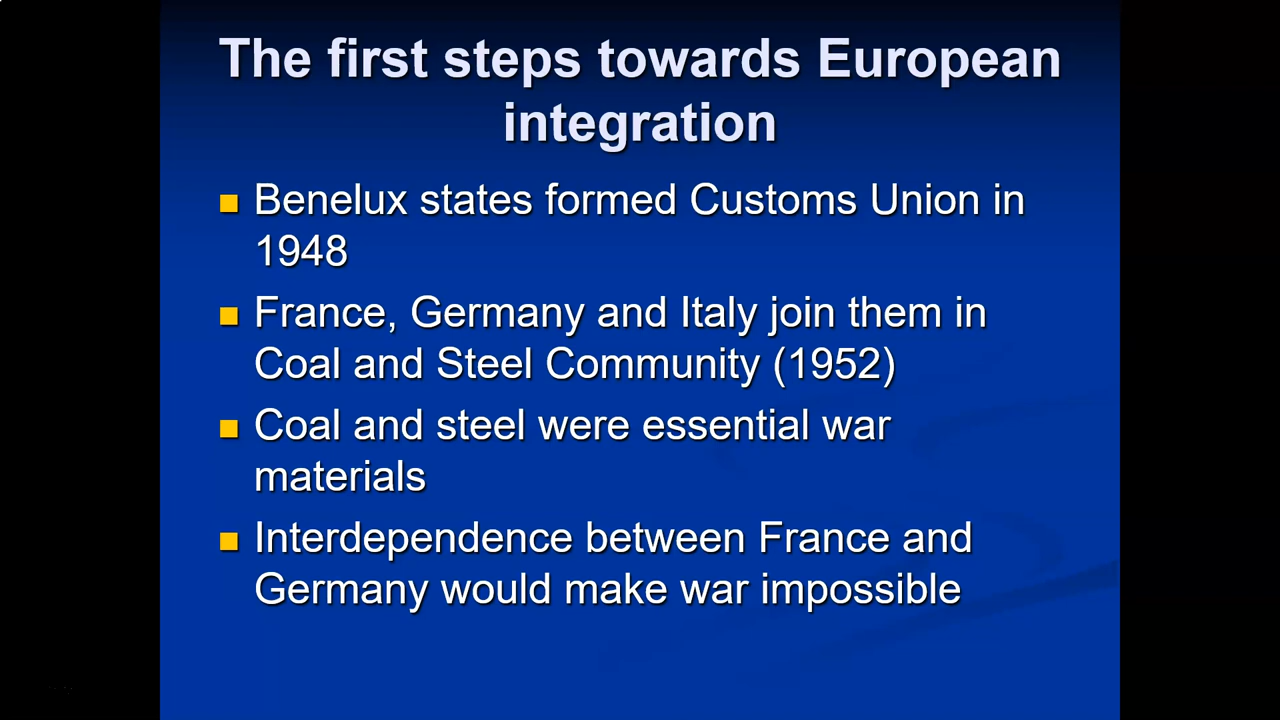 The first steps towards European
integration
Benelux states formed Customs Union in
1948
France, Germany and Italy join them in
Coal and Steel Community (1952)
Coal and steel were essential war
materials
Interdependence between France and
Germany would make war impossible